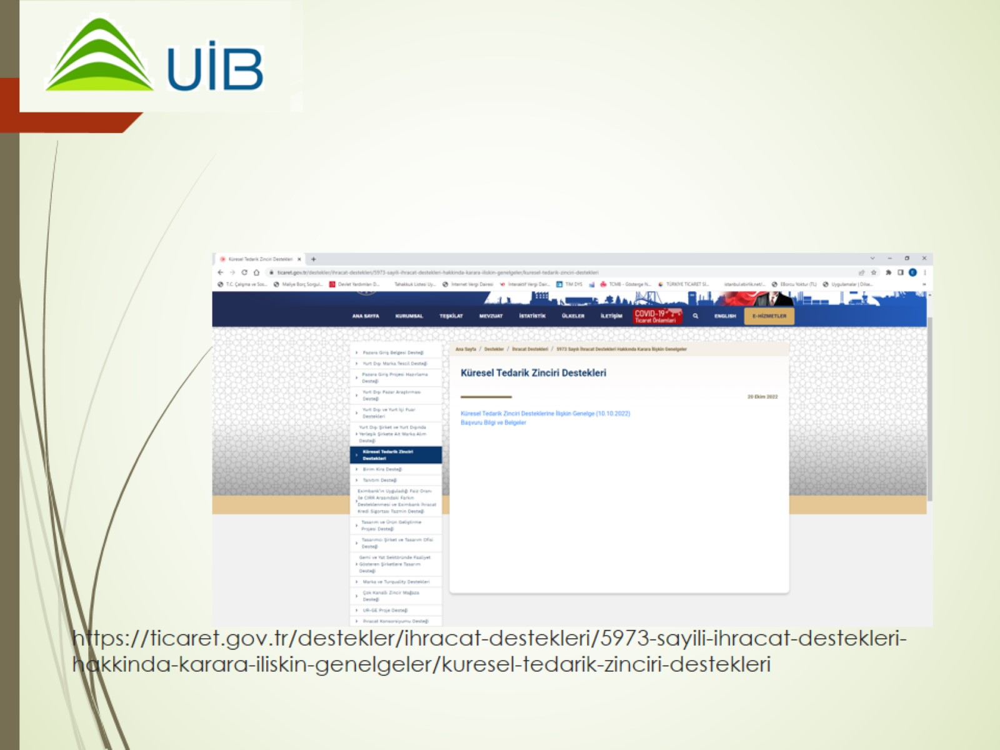 UİB
Küresel Tedarik Zinciri Destekleri
ticaret.gov.tr/destekler/ihracat-destekleri/5973-sayili-ihracat-destekleri-hakkinda-karara-iliskin-genelgeler/kuresel-tedarik-zinciri-destekleri
T.C. Çalışma ve Sos... Maliye Borç Sorgul... Devlet Yardımları D... Tahakkuk Listesi Uy... İnternet Vergi Dairesi İnteraktif Vergi Dair... TİM DYS TCMB - Gösterge N... TÜRKİYE TİCARET Sİ... istanbul.ebirlik.net/... EBorcu Yoktur (TL) Uygulamalar | Dilse...
ANA SAYFA KURUMSAL TEŞKİLAT MEVZUAT İSTATİSTİK ÜLKELER İLETİŞİM COVID-19 ENGLISH E-HİZMETLER
Ticaret Önlemleri
Ana Sayfa / Destekler / İhracat Destekleri / 5973 Sayılı İhracat Destekleri Hakkında Karara İlişkin Genelgeler
Küresel Tedarik Zinciri Destekleri
20 Ekim 2022
Küresel Tedarik Zinciri Desteklerine İlişkin Genelge (10.10.2022)
Başvuru Bilgi ve Belgeler
Pazara Giriş Belgesi Desteği
Yurt Dışı Marka Tescil Desteği
Pazara Giriş Projesi Hazırlama
Desteği
Yurt Dışı Pazar Araştırması
Desteği
Yurt Dışı ve Yurt İçi Fuar
Destekleri
Yurt Dışı Şirket ve Yurt Dışında
Yerleşik Şirkete Ait Marka Alım
Desteği
Küresel Tedarik Zinciri
Destekleri
Birim Kira Desteği
Tanıtım Desteği
Eximbank'ın Uyguladığı Faiz Oranı
ile CIRR Arasındaki Farkın
Desteklenmesi ve Eximbank İhracat
Kredi Sigortası Tazmin Desteği
Tasarım ve Ürün Geliştirme
Projesi Desteği
Tasarımcı Şirket ve Tasarım Ofisi
Desteği
Gemi ve Yat Sektöründe Faaliyet
Gösteren Şirketlere Tasarım
Desteği
Marka ve Turquality Destekleri
Çok Kanallı Zincir Mağaza
Desteği
UR-GE Proje Desteği
İhracat Konsorsiyumu Desteği
https://ticaret.gov.tr/destekler/ihracat-destekleri/5973-sayili-ihracat-destekleri-
hakkinda-karara-iliskin-genelgeler/kuresel-tedarik-zinciri-destekleri